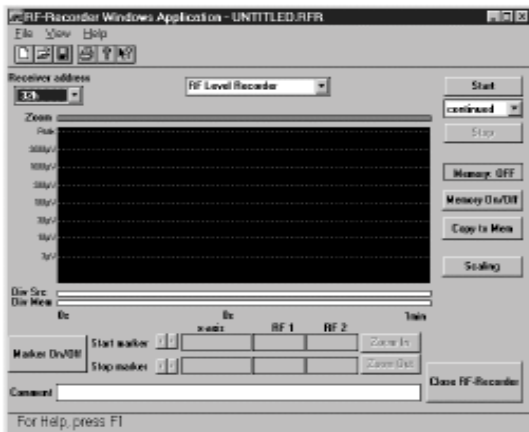 RF-Recorder Windows Application - UNTITLED.RFR
File View Help
Receiver address
RF Level Recorder
Start
continued
Stop
Zoom
Peak
Memory: OFF
Memory On/Off
Copy to Mem
Scaling
Div Src
Div Mem
0s 0s 1min
x-axis RF 1 RF 2
Marker On/Off
Start marker
Zoom In
Stop marker
Zoom Out
Close RF-Recorder
Comment
For Help, press F1